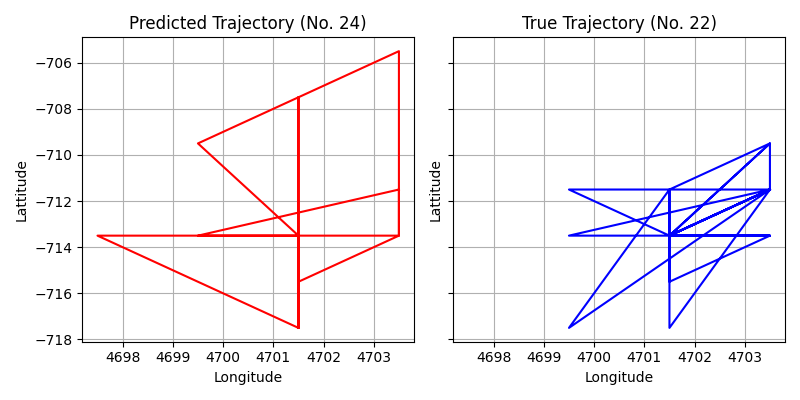 Predicted Trajectory (No. 24)
True Trajectory (No. 22)
Lattitude
−706
−708
−710
−712
−714
−716
−718
4698 4699 4700 4701 4702 4703
Longitude
Lattitude
4698 4699 4700 4701 4702 4703
Longitude